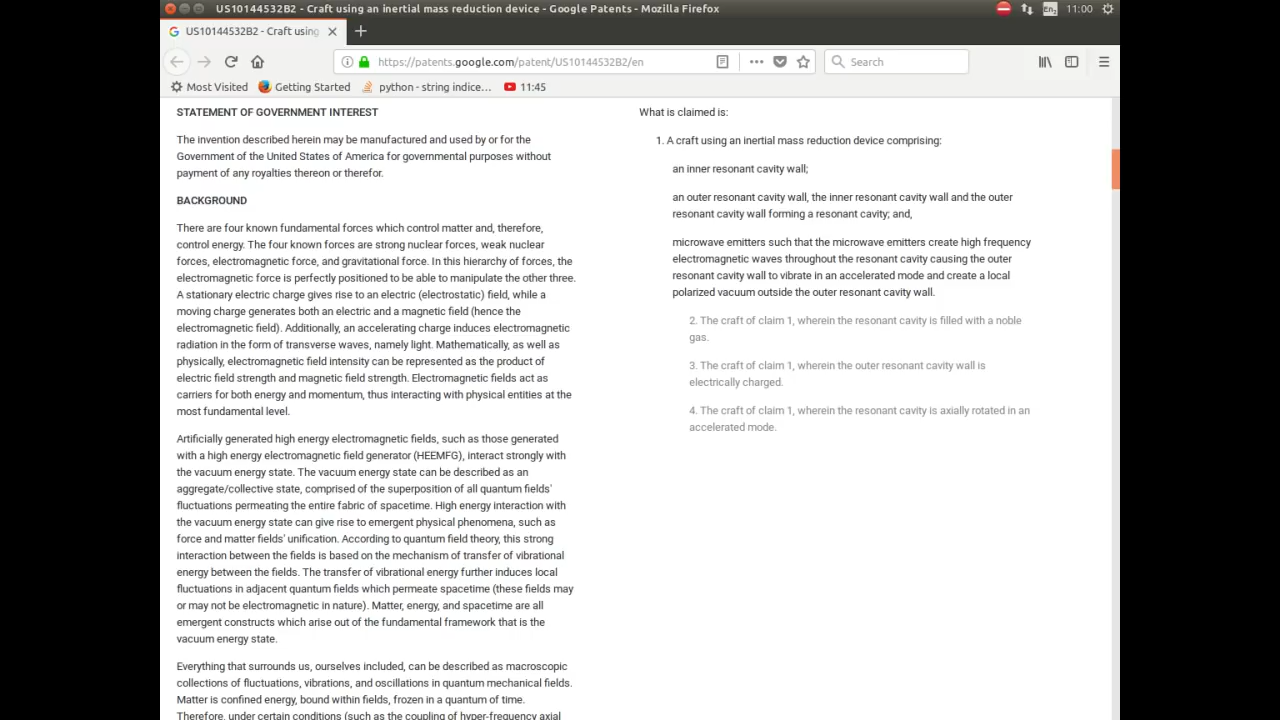 US10144532B2 - Craft using an inertial mass reduction device - Google Patents - Mozilla Firefox
En
11:00
US10144532B2 - Craft using
https://patents.google.com/patent/US10144532B2/en
Search
Most Visited
Getting Started
python - string indice...
11:45
STATEMENT OF GOVERNMENT INTEREST
The invention described herein may be manufactured and used by or for the
Government of the United States of America for governmental purposes without
payment of any royalties thereon or therefor.
BACKGROUND
There are four known fundamental forces which control matter and, therefore,
control energy. The four known forces are strong nuclear forces, weak nuclear
forces, electromagnetic force, and gravitational force. In this hierarchy of forces, the
electromagnetic force is perfectly positioned to be able to manipulate the other three.
A stationary electric charge gives rise to an electric (electrostatic) field, while a
moving charge generates both an electric and a magnetic field (hence the
electromagnetic field). Additionally, an accelerating charge induces electromagnetic
radiation in the form of transverse waves, namely light. Mathematically, as well as
physically, electromagnetic field intensity can be represented as the product of
electric field strength and magnetic field strength. Electromagnetic fields act as
carriers for both energy and momentum, thus interacting with physical entities at the
most fundamental level.
Artificially generated high energy electromagnetic fields, such as those generated
with a high energy electromagnetic field generator (HEEMFG), interact strongly with
the vacuum energy state. The vacuum energy state can be described as an
aggregate/collective state, comprised of the superposition of all quantum fields'
fluctuations permeating the entire fabric of spacetime. High energy interaction with
the vacuum energy state can give rise to emergent physical phenomena, such as
force and matter fields' unification. According to quantum field theory, this strong
interaction between the fields is based on the mechanism of transfer of vibrational
energy between the fields. The transfer of vibrational energy further induces local
fluctuations in adjacent quantum fields which permeate spacetime (these fields may
or may not be electromagnetic in nature). Matter, energy, and spacetime are all
emergent constructs which arise out of the fundamental framework that is the
vacuum energy state.
Everything that surrounds us, ourselves included, can be described as macroscopic
collections of fluctuations, vibrations, and oscillations in quantum mechanical fields.
Matter is confined energy, bound within fields, frozen in a quantum of time.
Therefore, under certain conditions (such as the coupling of hyper-frequency axial
What is claimed is:
1. A craft using an inertial mass reduction device comprising:
an inner resonant cavity wall;
an outer resonant cavity wall, the inner resonant cavity wall and the outer
resonant cavity wall forming a resonant cavity; and,
microwave emitters such that the microwave emitters create high frequency
electromagnetic waves throughout the resonant cavity causing the outer
resonant cavity wall to vibrate in an accelerated mode and create a local
polarized vacuum outside the outer resonant cavity wall.
2. The craft of claim 1, wherein the resonant cavity is filled with a noble
gas.
3. The craft of claim 1, wherein the outer resonant cavity wall is
electrically charged.
4. The craft of claim 1, wherein the resonant cavity is axially rotated in an
accelerated mode.